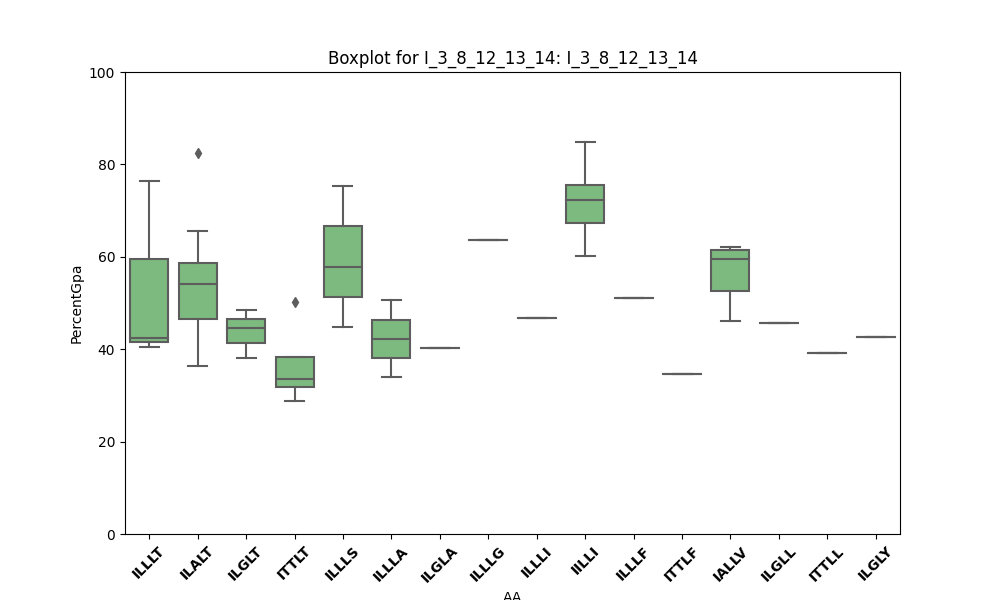 Boxplot for I_3_8_12_13_14: I_3_8_12_13_14
100
80
60
40
20
0
PercentGpa
ILLLT ILALT ILGLT ITTLT ILLLS ILLLA ILGLA ILLLG ILLLI IILLI ILLLF ITTLF IALLV ILGLL ITTLL ILGLY
AA